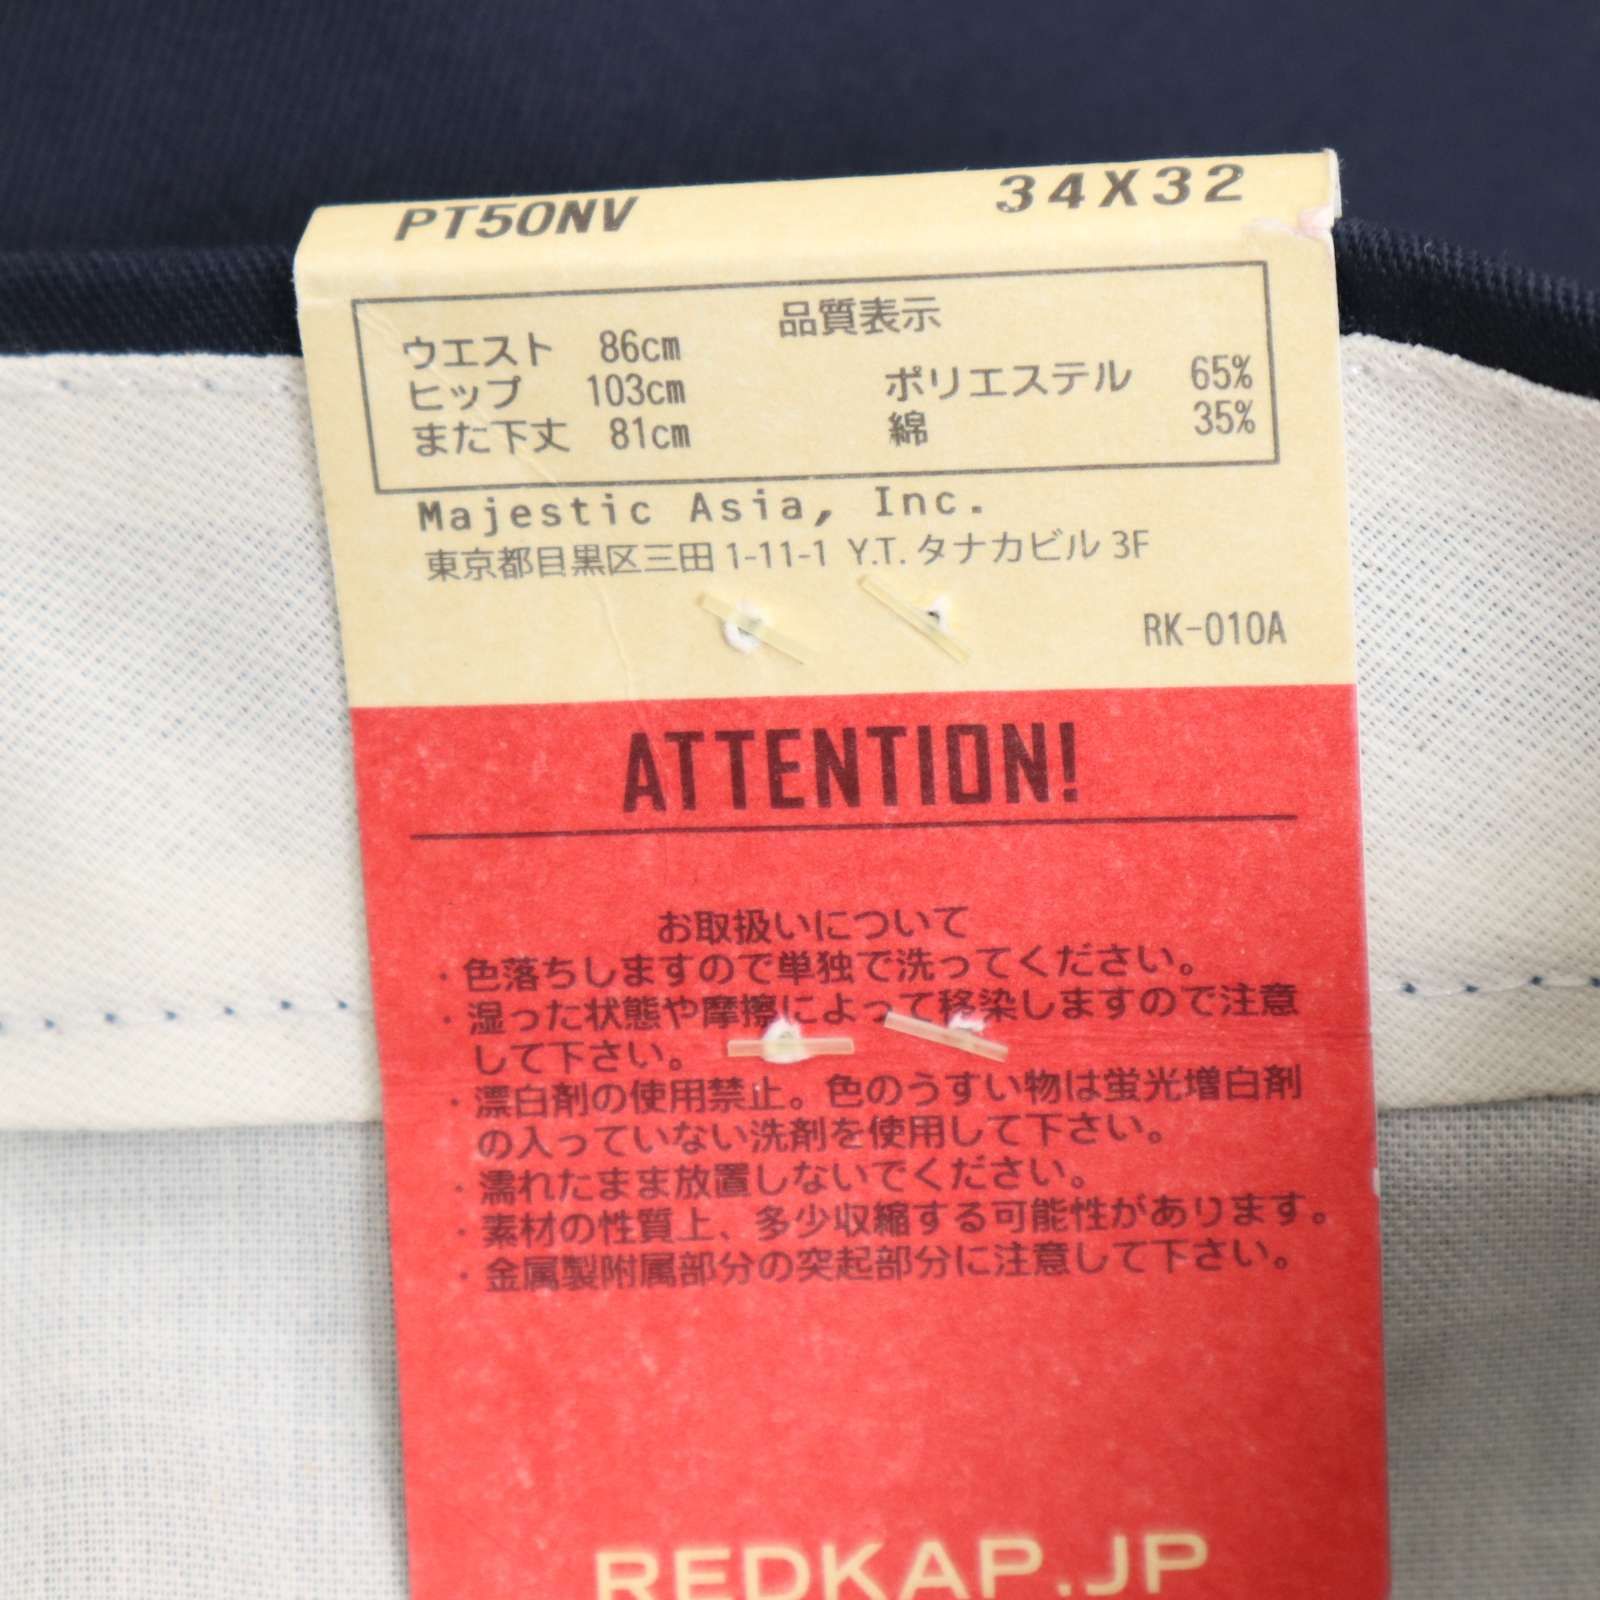 PT50NV 34X32
品質表示
ウエスト 86cm
ヒップ 103cm
また下丈 81cm
ポリエステル 65%
綿 35%
Majestic Asia, Inc.
東京都目黒区三田1-11-1 Y.T.タナカビル3F
RK-010A
ATTENTION!
お取扱いについて
・色落ちしますので単独で洗ってください。
・湿った状態や摩擦によって移染しますので注意
して下さい。
・漂白剤の使用禁止。色のうすい物は蛍光増白剤
の入っていない洗剤を使用して下さい。
・濡れたまま放置しないでください。
・素材の性質上、多少収縮する可能性があります。
・金属製附属部分の突起部分に注意して下さい。
REDKAP.JP